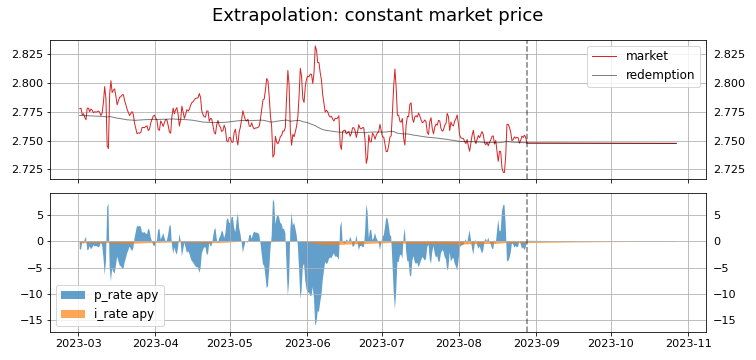 Extrapolation: constant market price
2.825 2.825
2.800 2.800
2.775 2.775
2.750 2.750
2.725 2.725
market
redemption
5 5
0 0
−5 −5
−10 −10
−15 −15
p_rate apy
i_rate apy
2023-03 2023-04 2023-05 2023-06 2023-07 2023-08 2023-09 2023-10 2023-11